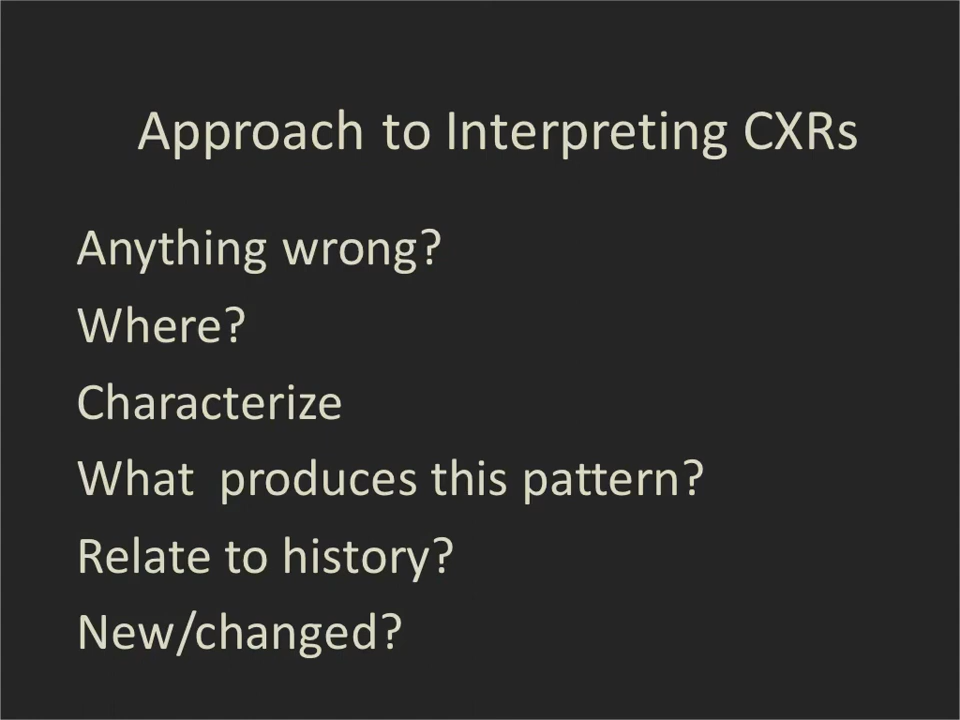 Approach to Interpreting CXRs
Anything wrong?
Where?
Characterize
What  produces this pattern?
Relate to history?
New/changed?